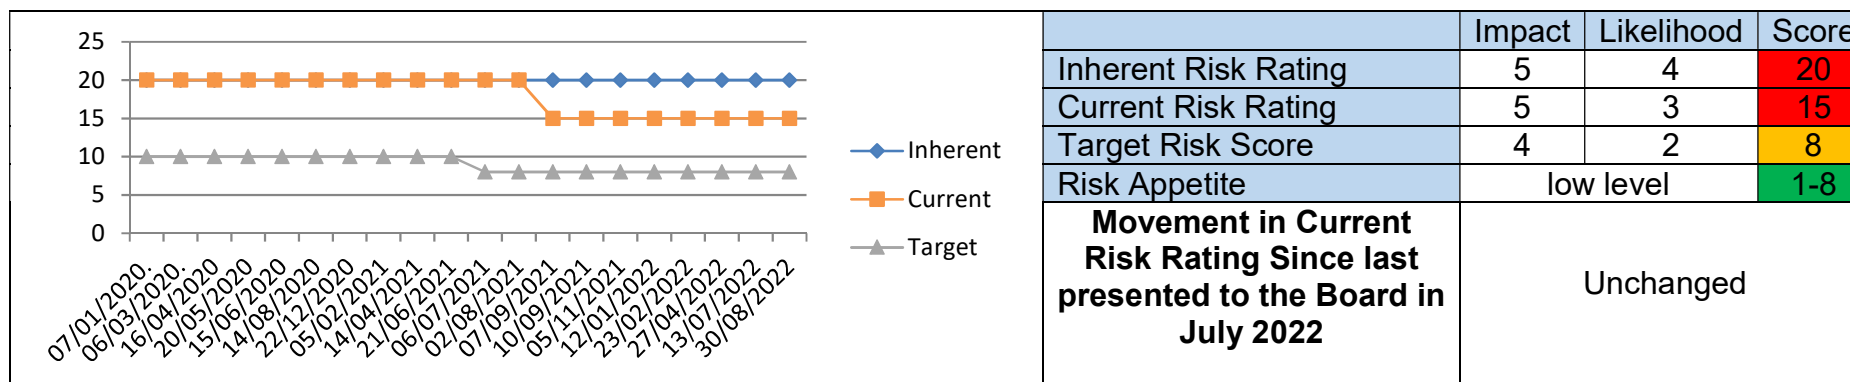 25
20
15
10
5
0
07/01/2020.
06/03/2020.
16/04/2020
20/05/2020
15/06/2020
14/08/2020
22/12/2020
05/02/2021
14/04/2021
21/06/2021
06/07/2021
02/08/2021
07/09/2021
10/09/2021
05/11/2021
12/01/2022
23/02/2022
27/04/2022
13/07/2022
30/08/2022
Inherent
Current
Target
Impact Likelihood Score
Inherent Risk Rating 5 4 20
Current Risk Rating 5 3 15
Target Risk Score 4 2 8
Risk Appetite low level 1-8
Movement in Current
Risk Rating Since last
presented to the Board in
July 2022
Unchanged